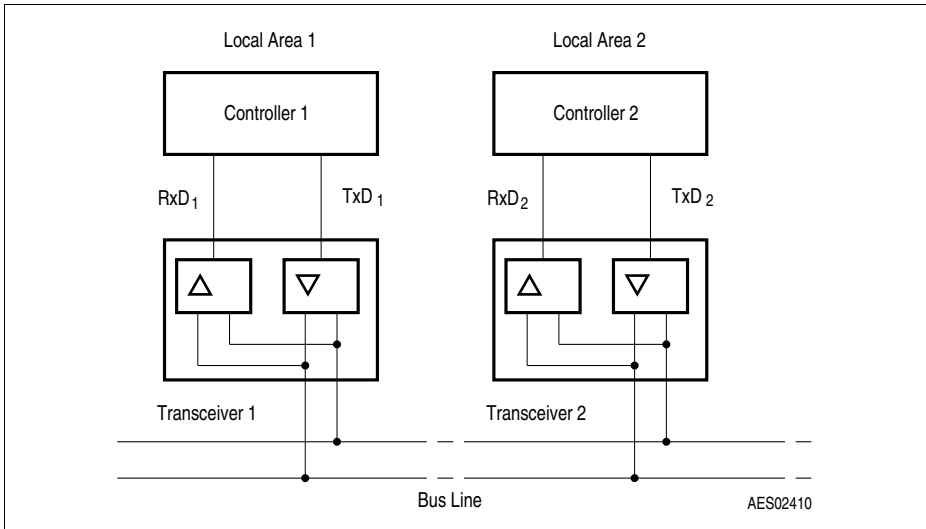 Local Area 1
Local Area 2
Controller 1
Controller 2
RxD1
TxD 1
RxD2
TxD 2
Transceiver 1
Transceiver 2
Bus Line
AES02410